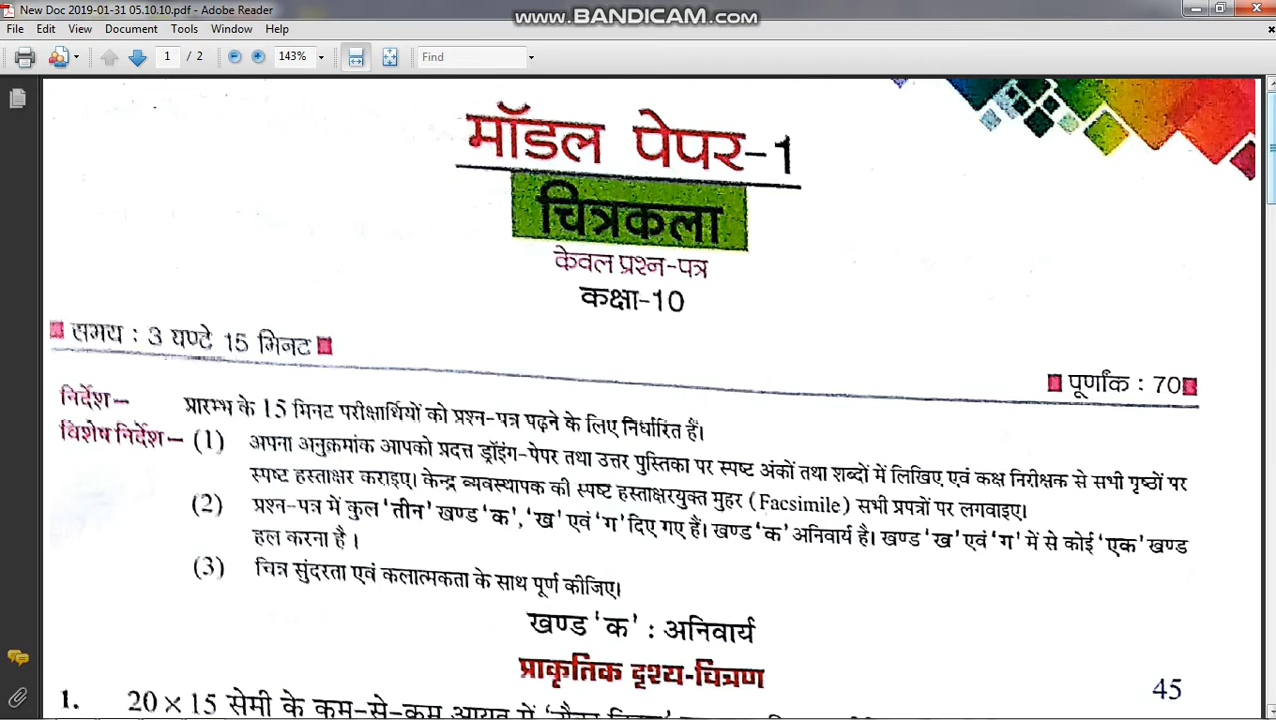 New Doc 2019-01-31 05.10.10.pdf - Adobe Reader
www.BANDICAM.com
File Edit View Document Tools Window Help
1 / 2 143% Find
मॉडल पेपर-1
चित्रकला
केवल प्रश्न-पत्र
कक्षा-10
समय : 3 घण्टे 15 मिनट
पूर्णांक : 70
निर्देश– प्रारम्भ के 15 मिनट परीक्षार्थियों को प्रश्न-पत्र पढ़ने के लिए निर्धारित हैं।
विशेष निर्देश– (1) अपना अनुक्रमांक आपको प्रदत्त ड्रॉइंग-पेपर तथा उत्तर पुस्तिका पर स्पष्ट अंकों तथा शब्दों में लिखिए एवं कक्ष निरीक्षक से सभी पृष्ठों पर
स्पष्ट हस्ताक्षर कराइए। केन्द्र व्यवस्थापक की स्पष्ट हस्ताक्षरयुक्त मुहर (Facsimile) सभी प्रपत्रों पर लगवाइए।
(2) प्रश्न-पत्र में कुल 'तीन' खण्ड 'क', 'ख' एवं 'ग' दिए गए हैं। खण्ड 'क' अनिवार्य है। खण्ड 'ख' एवं 'ग' में से कोई 'एक' खण्ड
हल करना है ।
(3) चित्र सुंदरता एवं कलात्मकता के साथ पूर्ण कीजिए।
खण्ड 'क' : अनिवार्य
प्राकृतिक दृश्य-चित्रण
45
1. 20 × 15 सेमी के कम-से-कम आयत में